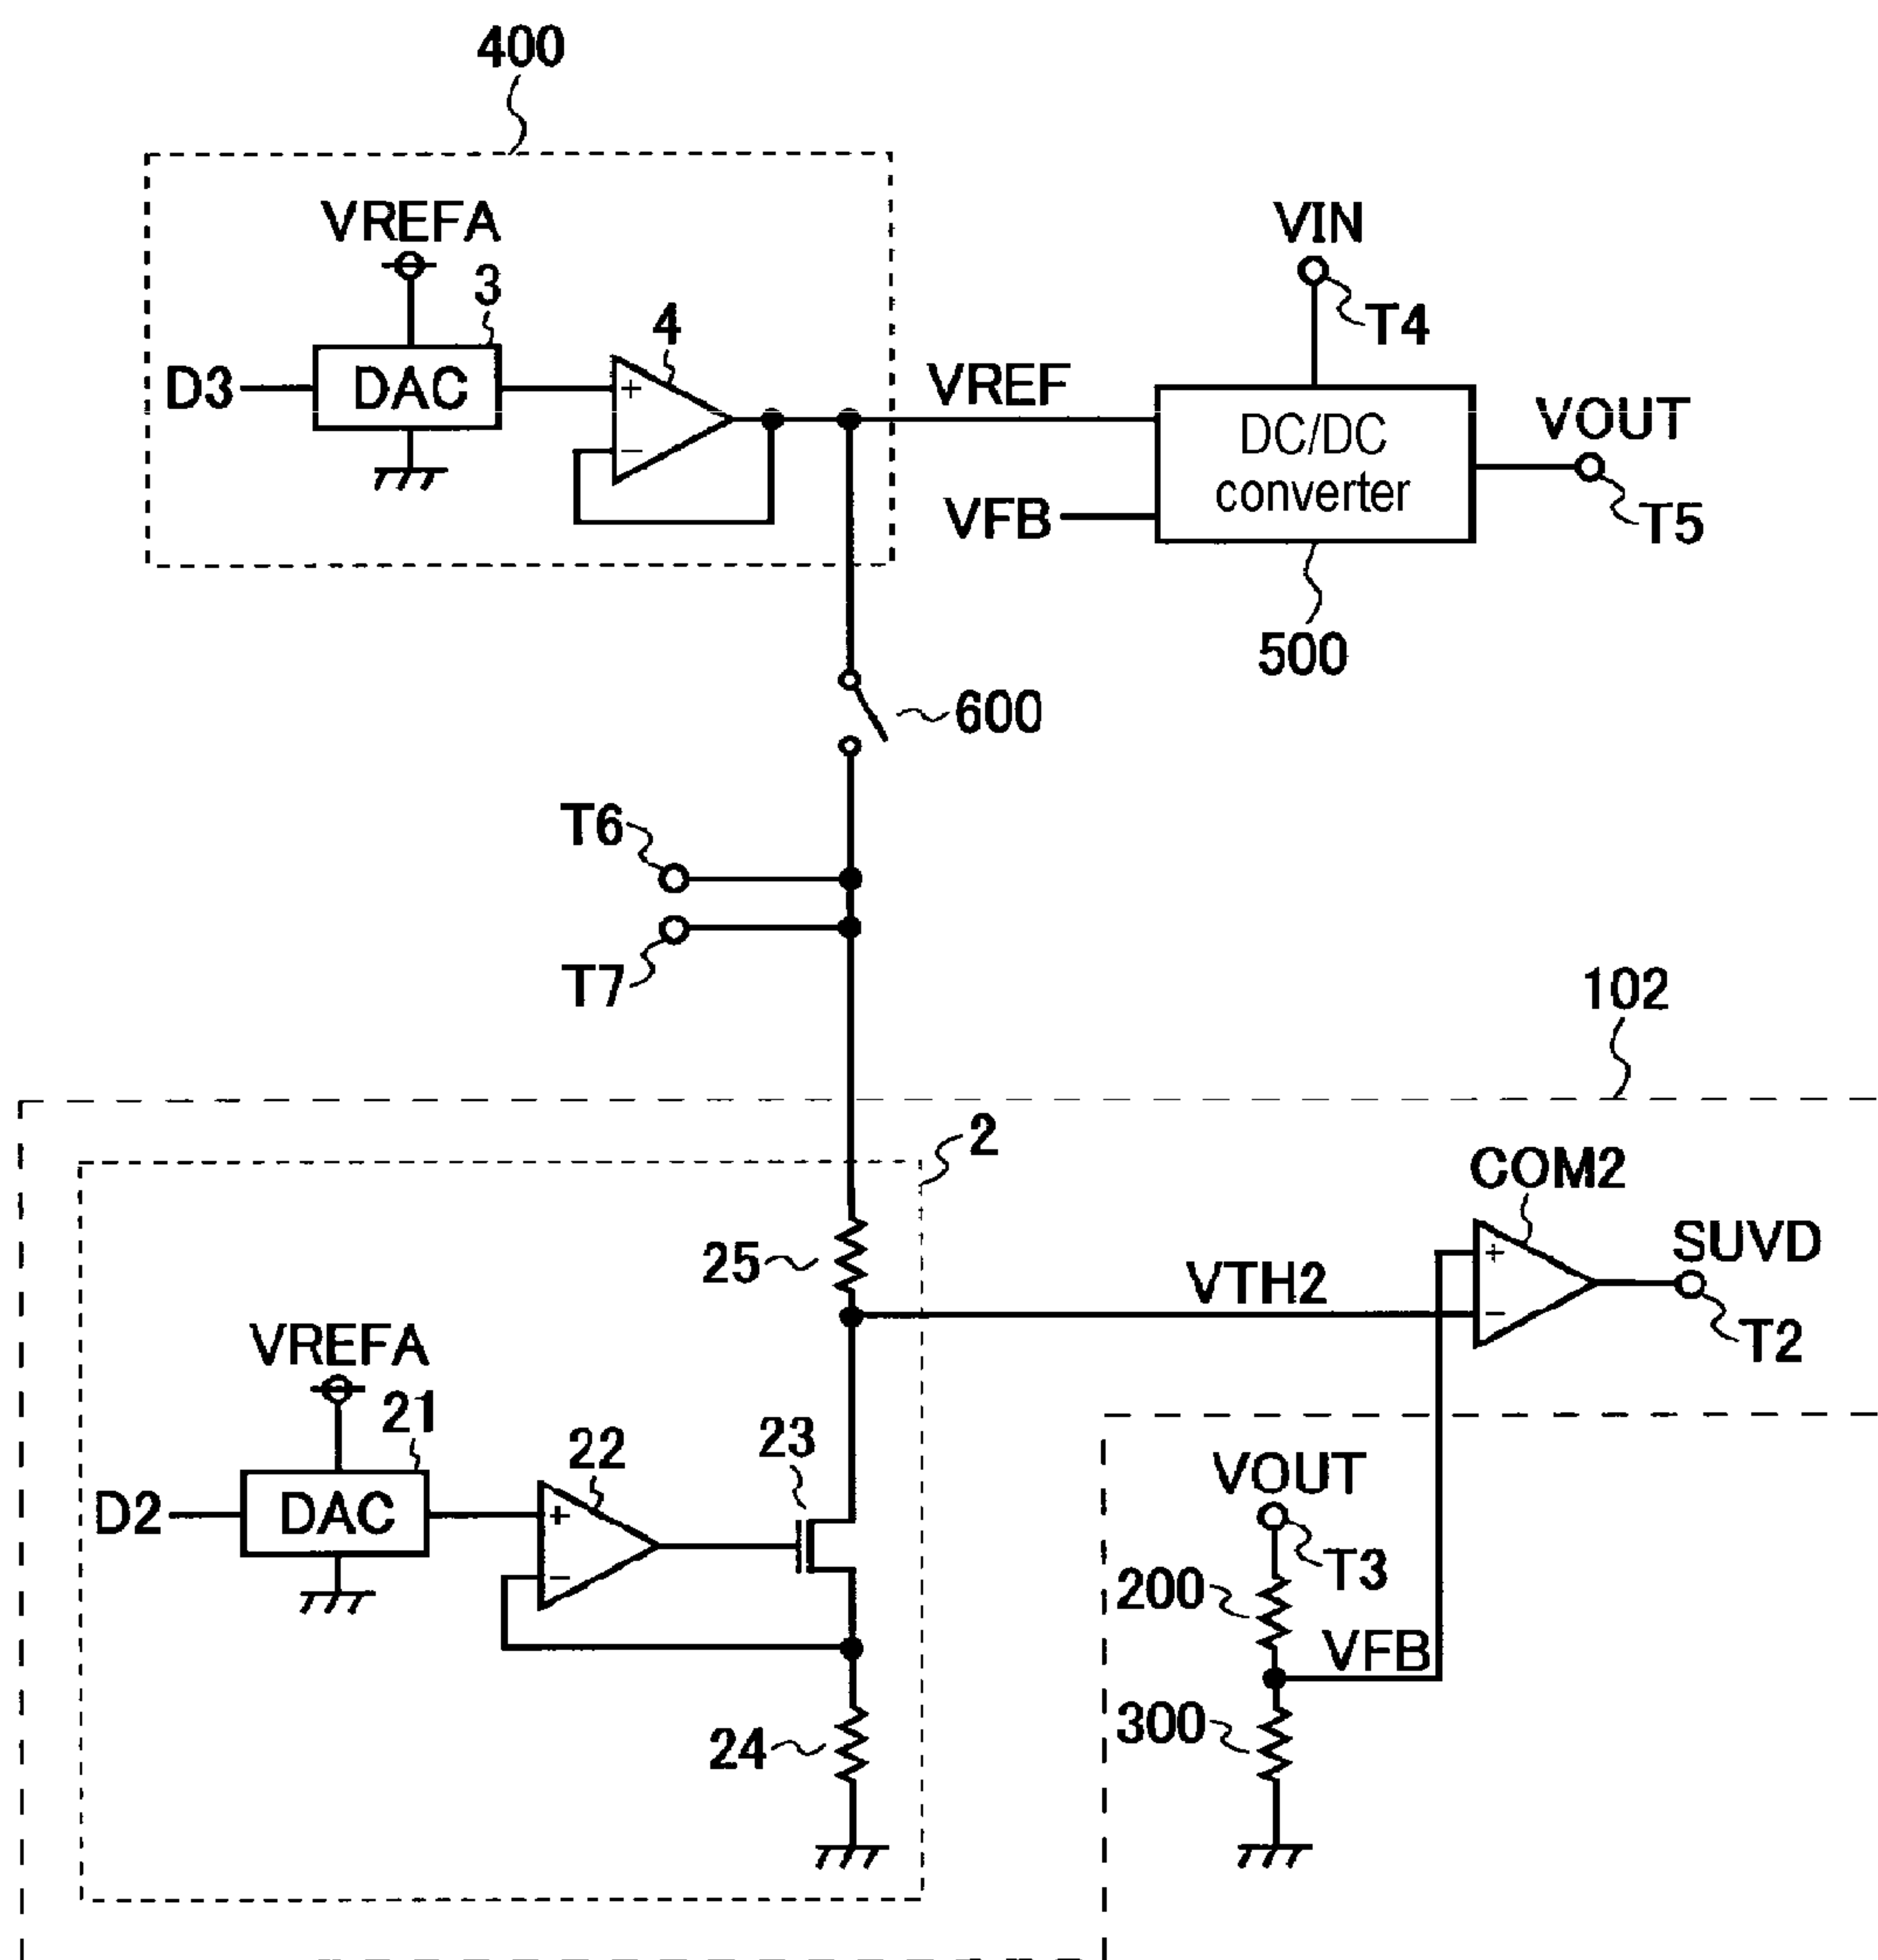 400
VREFA
3
D3
DAC
4
+
−
VREF
VFB
VIN
T4
DC/DC
converter
VOUT
T5
500
600
T6
T7
102
2
25
VTH2
COM2
+
−
SUVD
T2
VREFA
21
D2
DAC
22
+
−
23
24
VOUT
T3
200
VFB
300